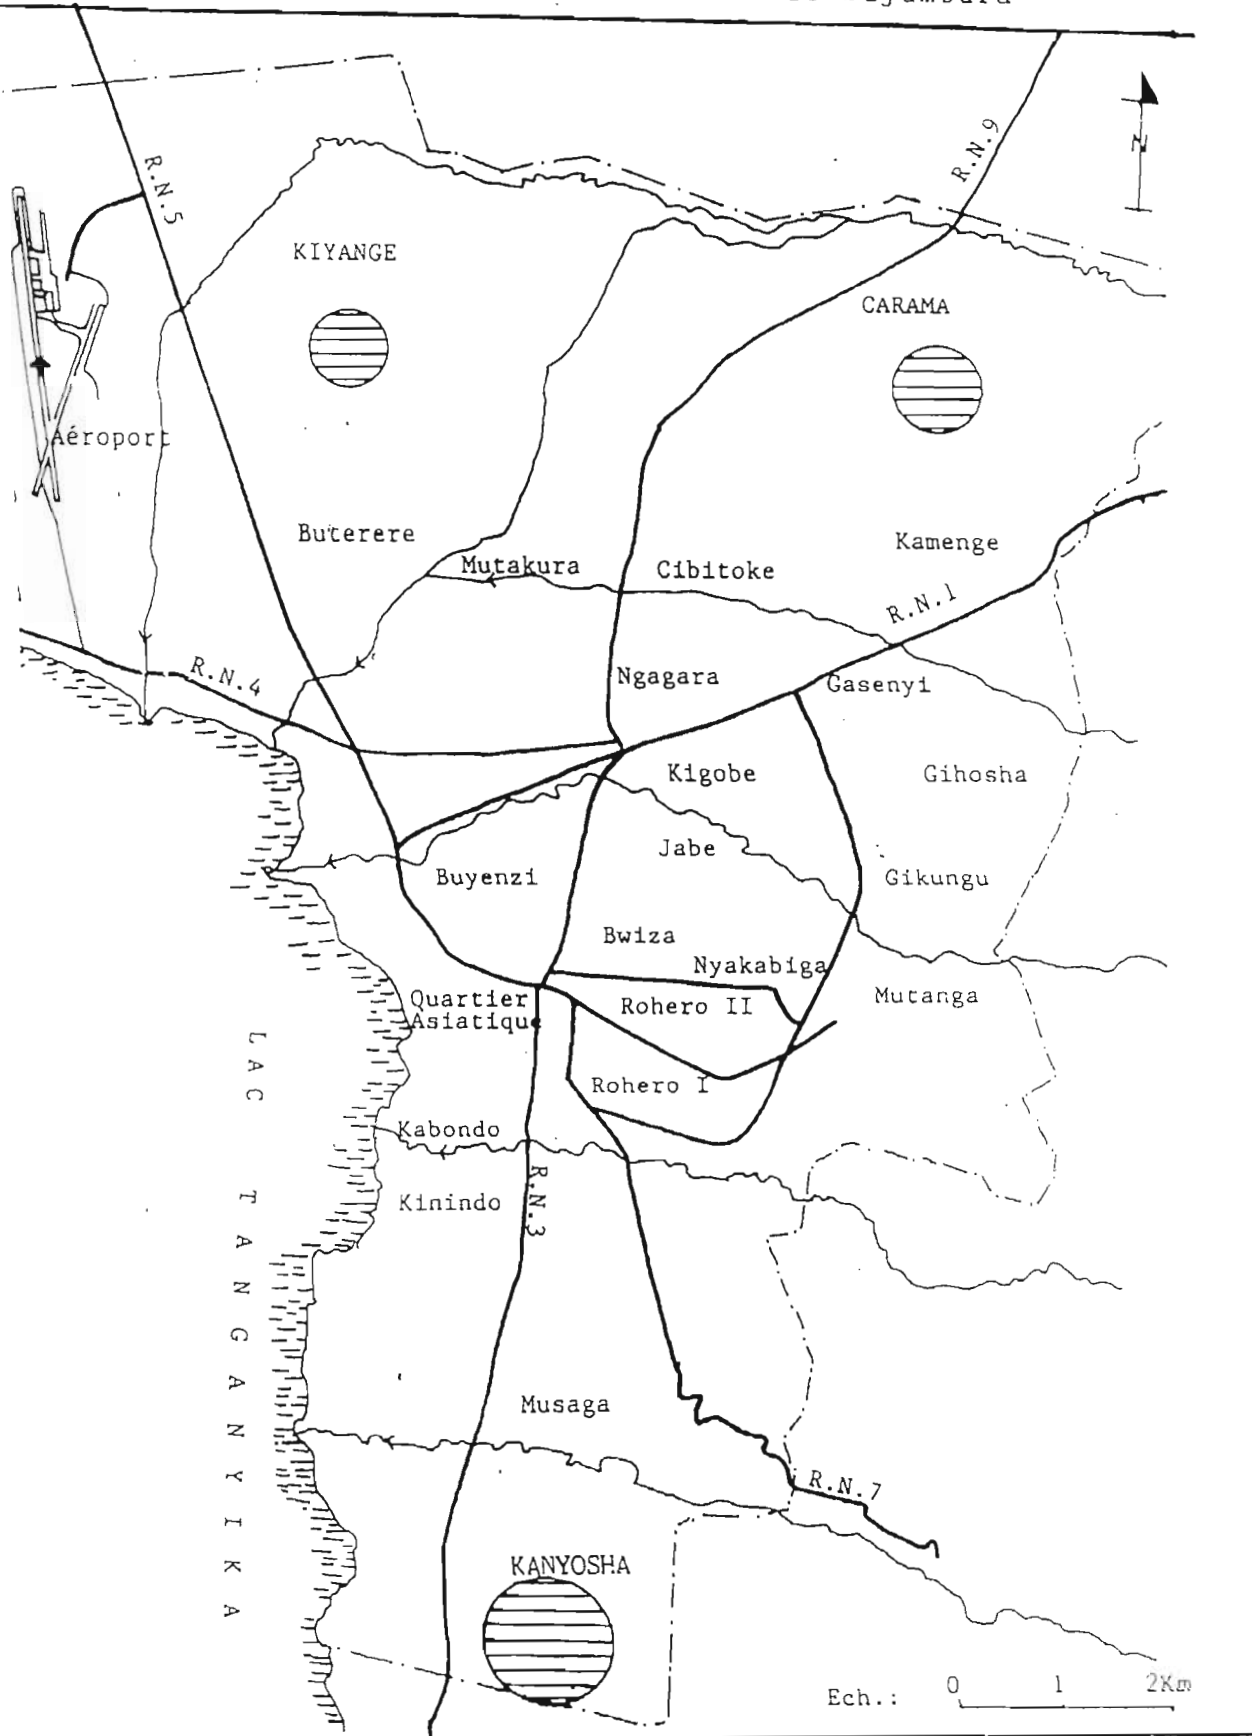 R.N.9
N
R.N.5
KIYANGE
CARAMA
Aéroport
Buterere
Kamenge
Mutakura
Cibitoke
R.N.1
R.N.4
Ngagara
Gasenyi
Kigobe
Gihosha
Jabe
Buyenzi
Gikungu
Bwiza
Nyakabiga
Quartier
Asiatique
Rohero II
Mutanga
Rohero I
LAC TANGANYIKA
Kabondo
Kinindo
R.N.3
Musaga
R.N.7
KANYOSHA
Ech.: 0 1 2Km